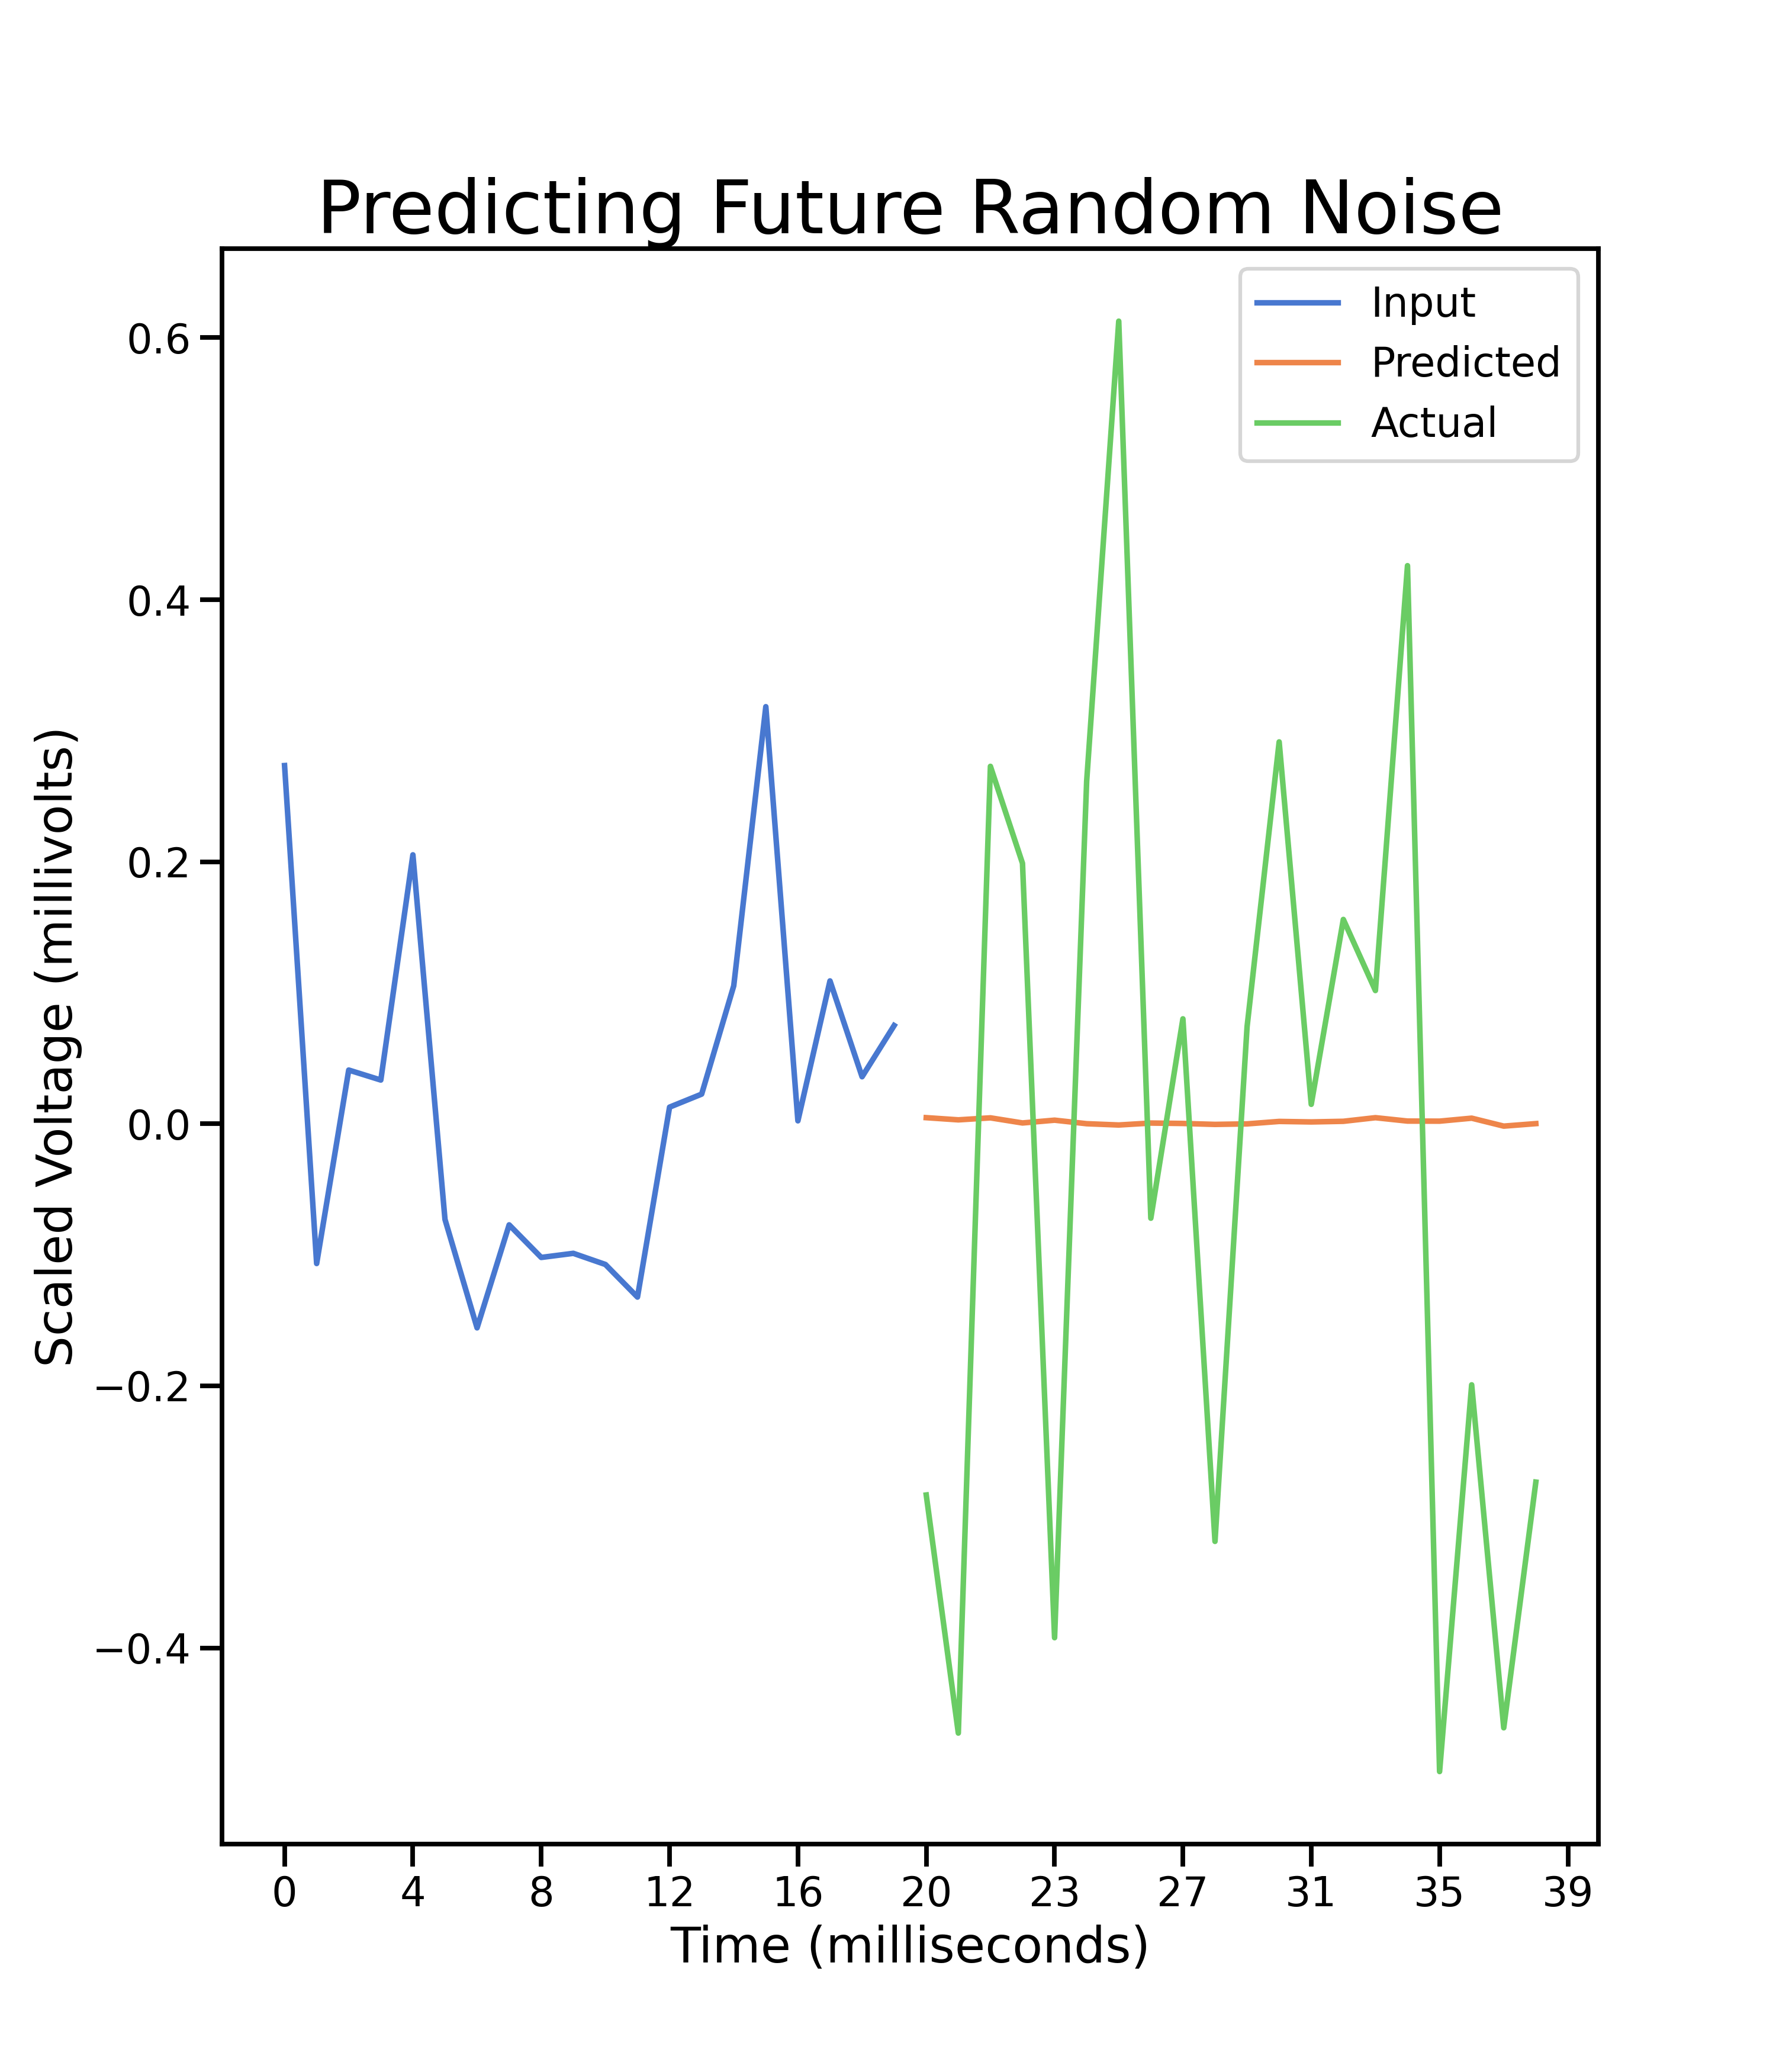 Predicting Future Random Noise
Input
Predicted
Actual
0.6
0.4
0.2
0.0
−0.2
−0.4
Scaled Voltage (millivolts)
0 4 8 12 16 20 23 27 31 35 39
Time (milliseconds)